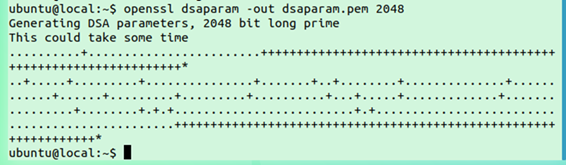 ubuntu@local:~$ openssl dsaparam -out dsaparam.pem 2048
Generating DSA parameters, 2048 bit long prime
This could take some time
..........+........................+++++++++++++++++++++++++++++++++++++++++
++++++++++++++++++++++++*
..+.....+.........+...............+.......+..+........+..............+......
......+......+......+.........+..........+...+.....+.........+..............
.........+........+.+.+.........................+.+.........................
.......................+++++++++++++++++++++++++++++++++++++++++++++++++++++
++++++++++++*
ubuntu@local:~$